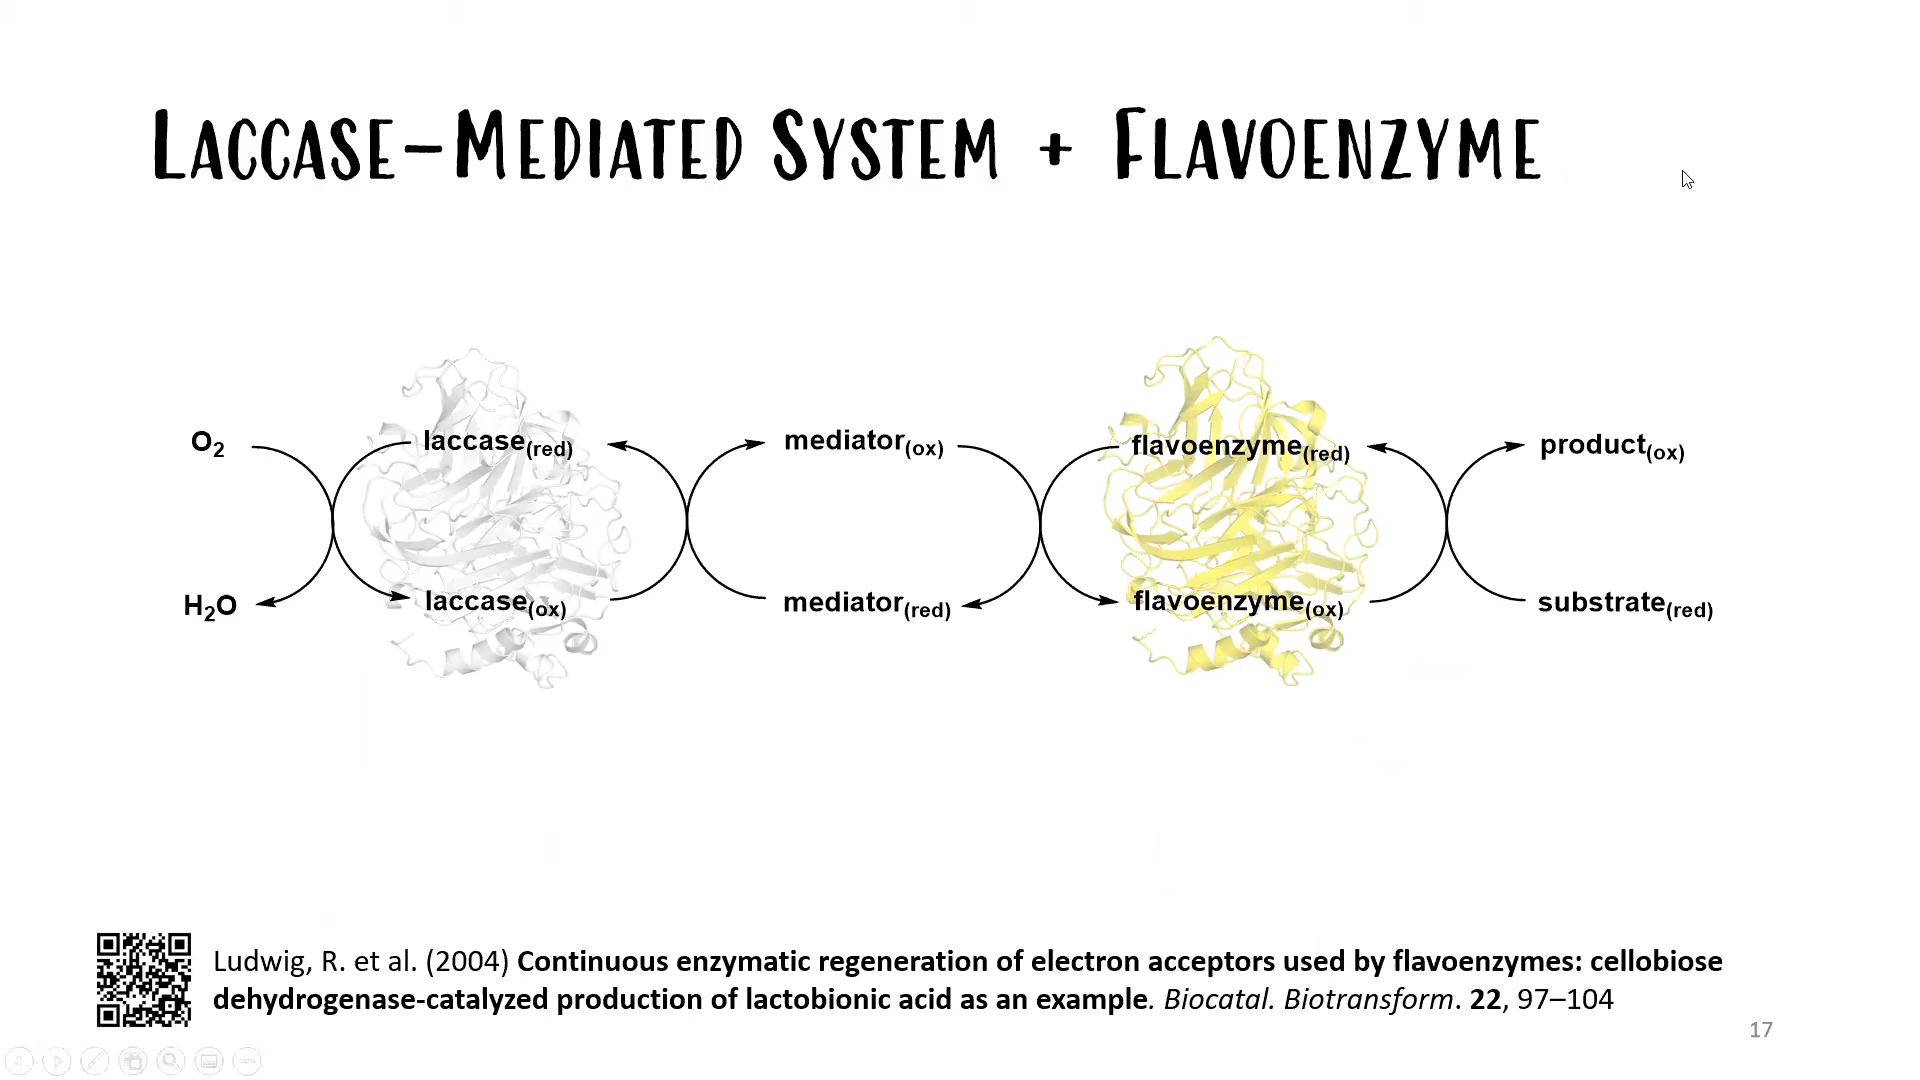 LACCASE-MEDIATED SYSTEM + FLAVOENZYME
O2 laccase(red) mediator(ox) flavoenzyme(red) product(ox)
H2O laccase(ox) mediator(red) flavoenzyme(ox) substrate(red)
Ludwig, R. et al. (2004) Continuous enzymatic regeneration of electron acceptors used by flavoenzymes: cellobiose
dehydrogenase-catalyzed production of lactobionic acid as an example. Biocatal. Biotransform. 22, 97–104
17